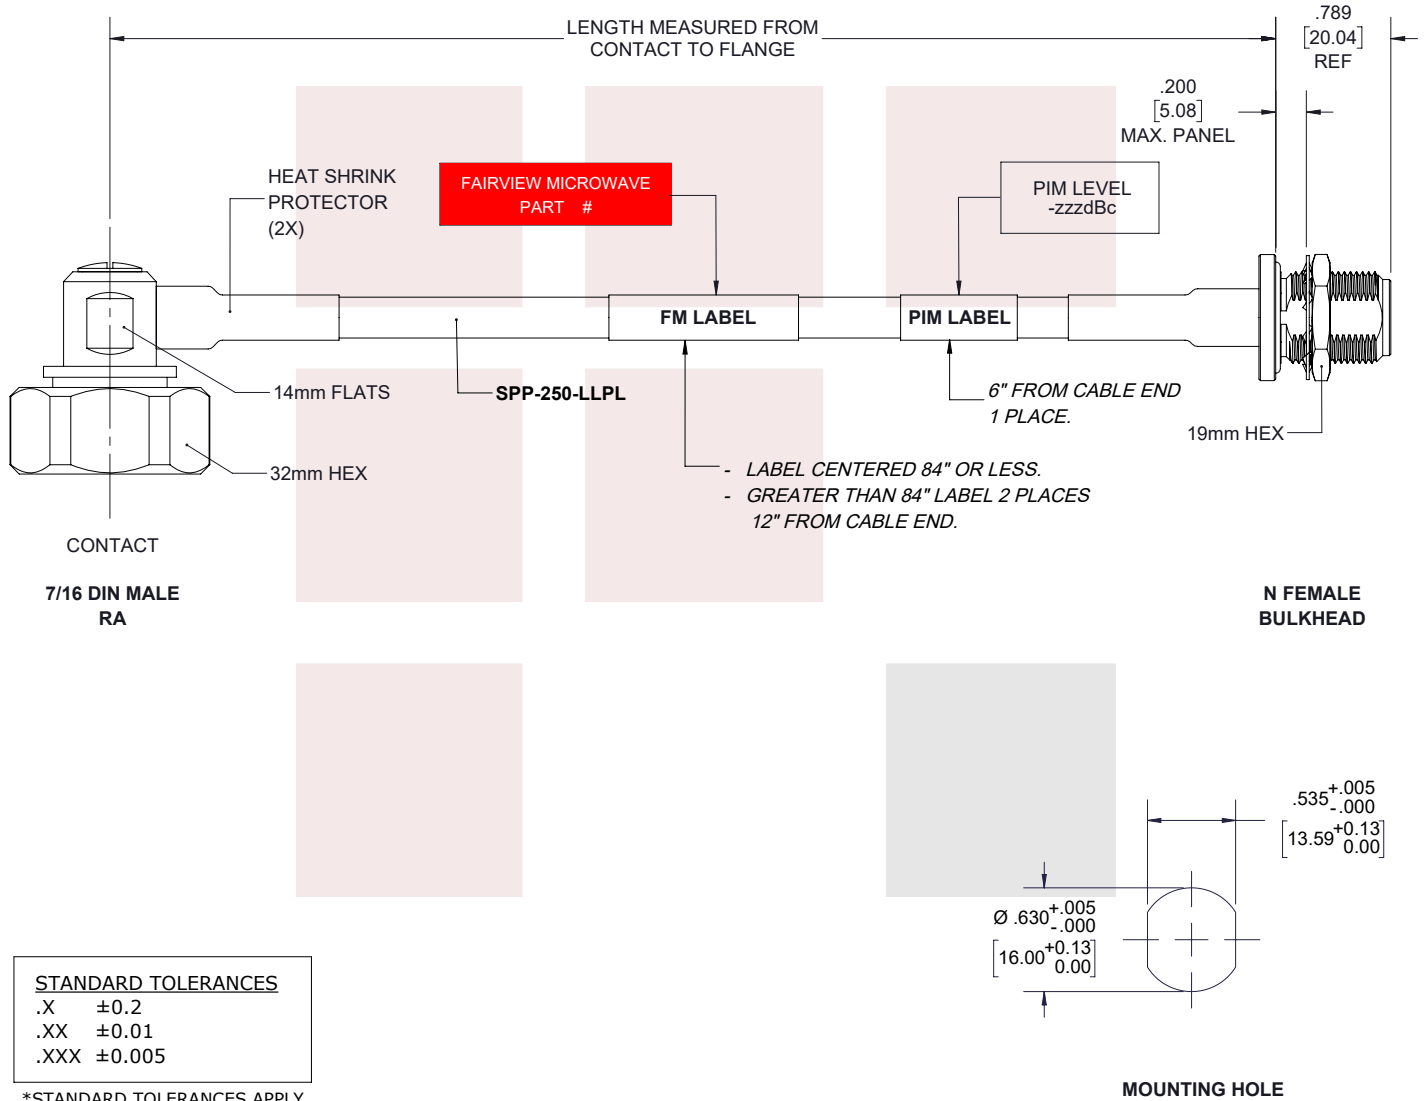 LENGTH MEASURED FROM
CONTACT TO FLANGE
.789
[20.04]
REF
.200
[5.08]
MAX. PANEL
HEAT SHRINK
PROTECTOR
(2X)
FAIRVIEW MICROWAVE
PART #
PIM LEVEL
-zzzdBc
FM LABEL
PIM LABEL
14mm FLATS
SPP-250-LLPL
6" FROM CABLE END
1 PLACE.
19mm HEX
32mm HEX
- LABEL CENTERED 84" OR LESS.
- GREATER THAN 84" LABEL 2 PLACES
12" FROM CABLE END.
CONTACT
7/16 DIN MALE
RA
N FEMALE
BULKHEAD
.535 +.005
-.000
[13.59 +0.13
0.00]
Ø .630 +.005
-.000
[16.00 +0.13
0.00]
STANDARD TOLERANCES
.X ±0.2
.XX ±0.01
.XXX ±0.005
*STANDARD TOLERANCES APPLY
MOUNTING HOLE